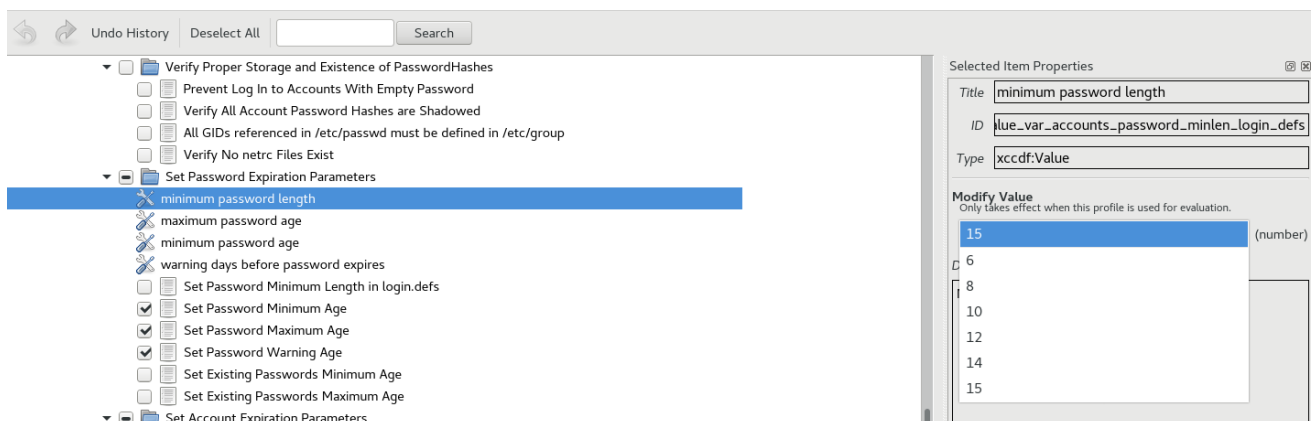 Undo History Deselect All Search
Verify Proper Storage and Existence of PasswordHashes
Prevent Log In to Accounts With Empty Password
Verify All Account Password Hashes are Shadowed
All GIDs referenced in /etc/passwd must be defined in /etc/group
Verify No netrc Files Exist
Set Password Expiration Parameters
minimum password length
maximum password age
minimum password age
warning days before password expires
Set Password Minimum Length in login.defs
Set Password Minimum Age
Set Password Maximum Age
Set Password Warning Age
Set Existing Passwords Minimum Age
Set Existing Passwords Maximum Age
Set Account Expiration Parameters
Selected Item Properties
Title minimum password length
ID lue_var_accounts_password_minlen_login_defs
Type xccdf:Value
Modify Value
Only takes effect when this profile is used for evaluation.
15 (number)
6
8
10
12
14
15